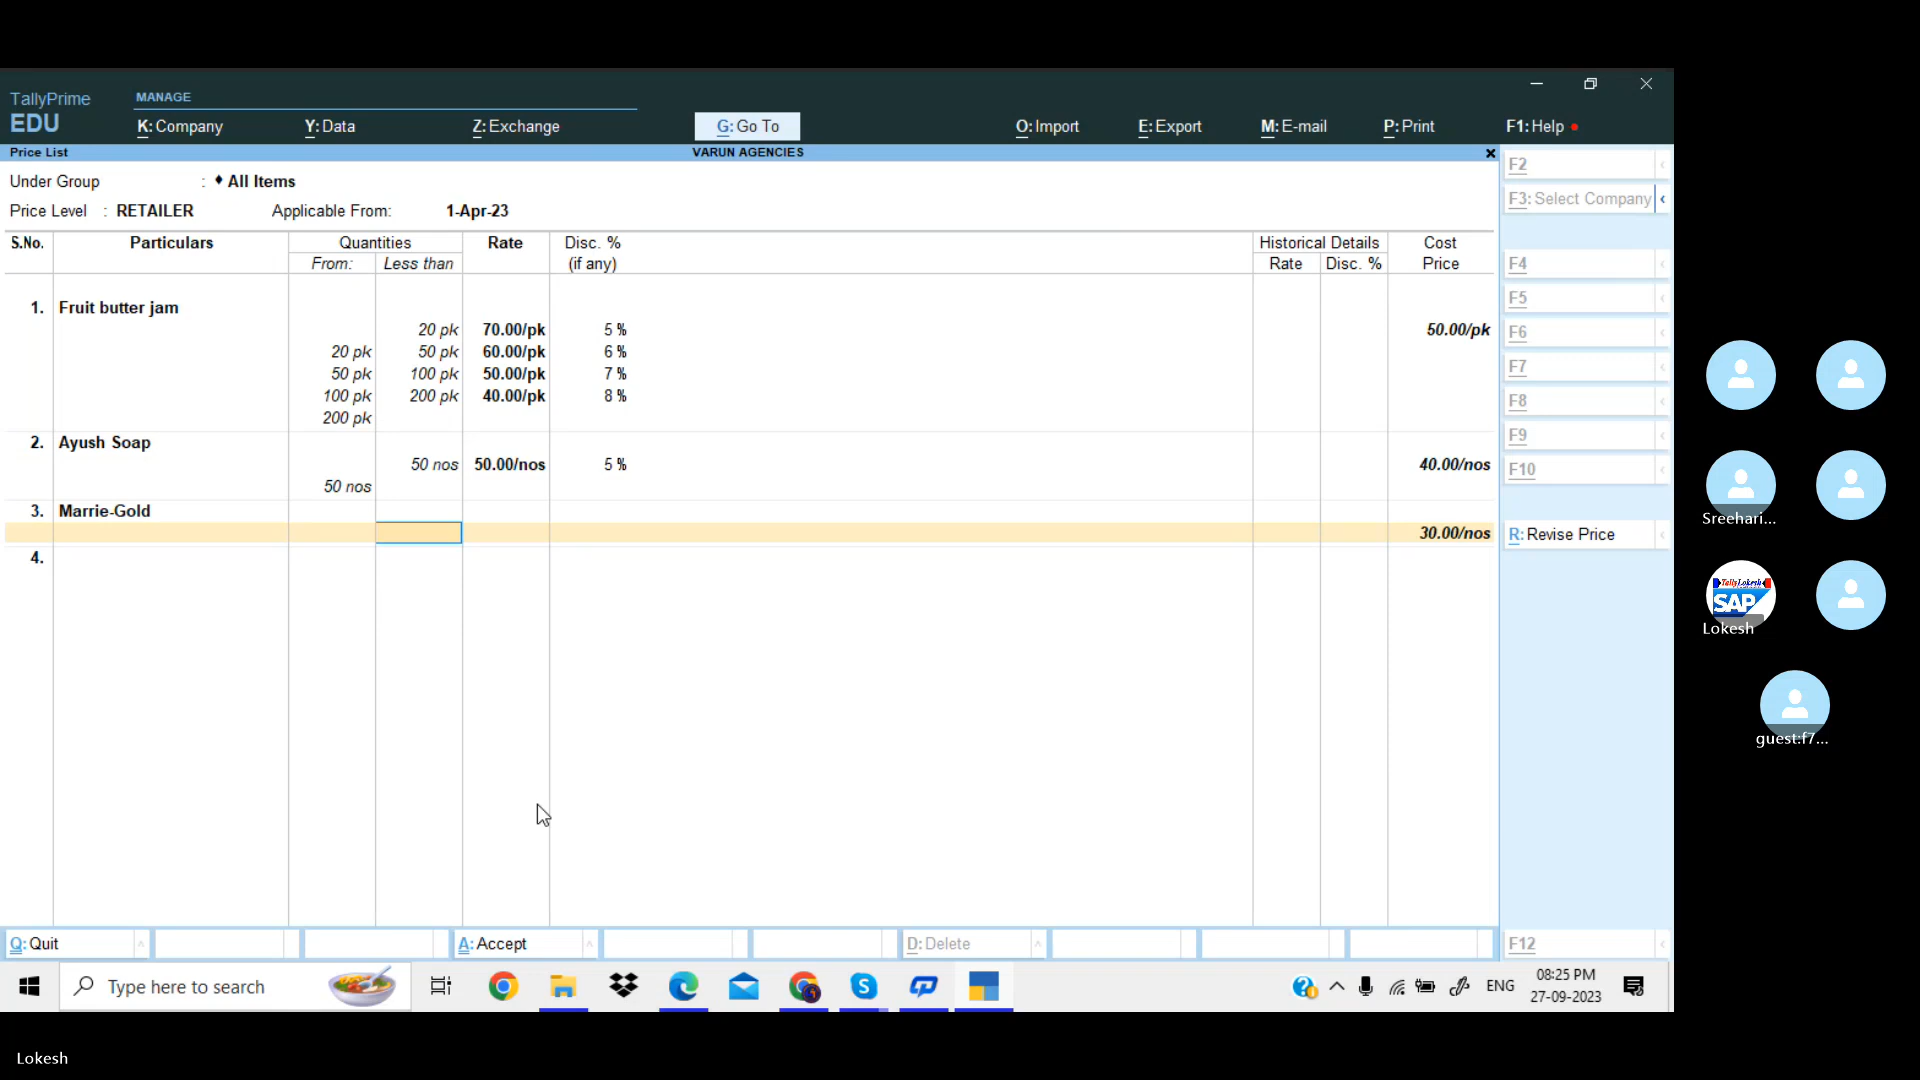 TallyPrime
EDU
MANAGE
K: Company
Y: Data
Z: Exchange
G: Go To
O: Import
E: Export
M: E-mail
P: Print
F1: Help
Price List
VARUN AGENCIES
Under Group : ♦ All Items
Price Level : RETAILER Applicable From: 1-Apr-23
S.No. Particulars Quantities Rate Disc. % Historical Details Cost
From: Less than (if any) Rate Disc. % Price
1. Fruit butter jam
20 pk 70.00/pk 5 % 50.00/pk
20 pk 50 pk 60.00/pk 6 %
50 pk 100 pk 50.00/pk 7 %
100 pk 200 pk 40.00/pk 8 %
200 pk
2. Ayush Soap
50 nos 50.00/nos 5 % 40.00/nos
50 nos
3. Marrie-Gold
30.00/nos
4.
F2
F3: Select Company
F4
F5
F6
F7
F8
F9
F10
R: Revise Price
F12
Q: Quit
A: Accept
D: Delete
Type here to search
ENG
08:25 PM
27-09-2023
Sreehari...
TallyLokesh
SAP
Lokesh
guest:f7...
Lokesh